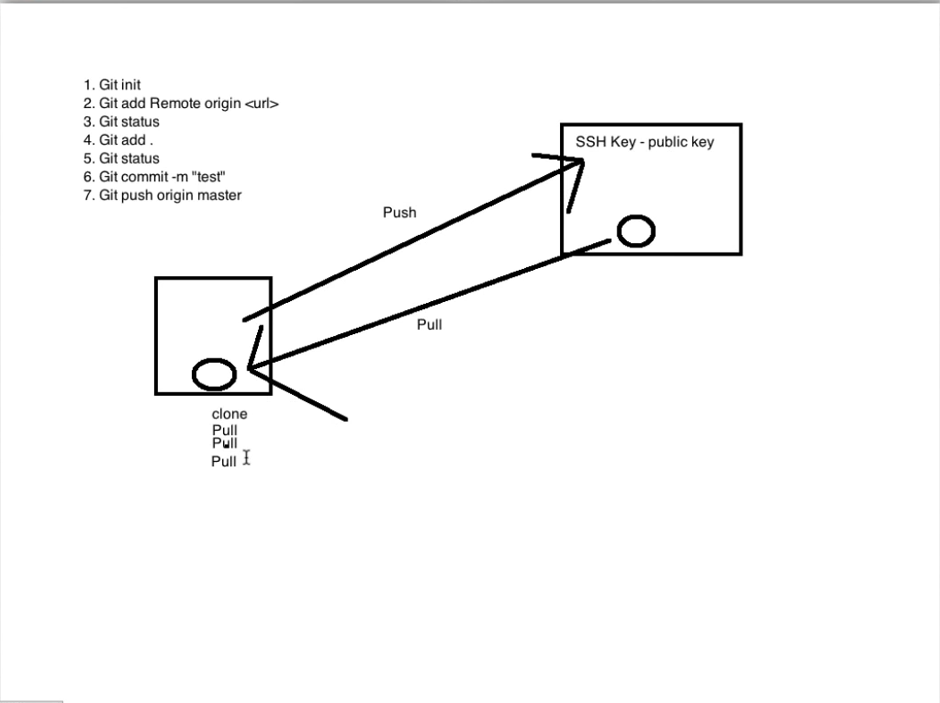 1. Git init
2. Git add Remote origin <url>
3. Git status
4. Git add .
5. Git status
6. Git commit -m "test"
7. Git push origin master
SSH Key - public key
Push
Pull
clone
Pull
Pull
Pull